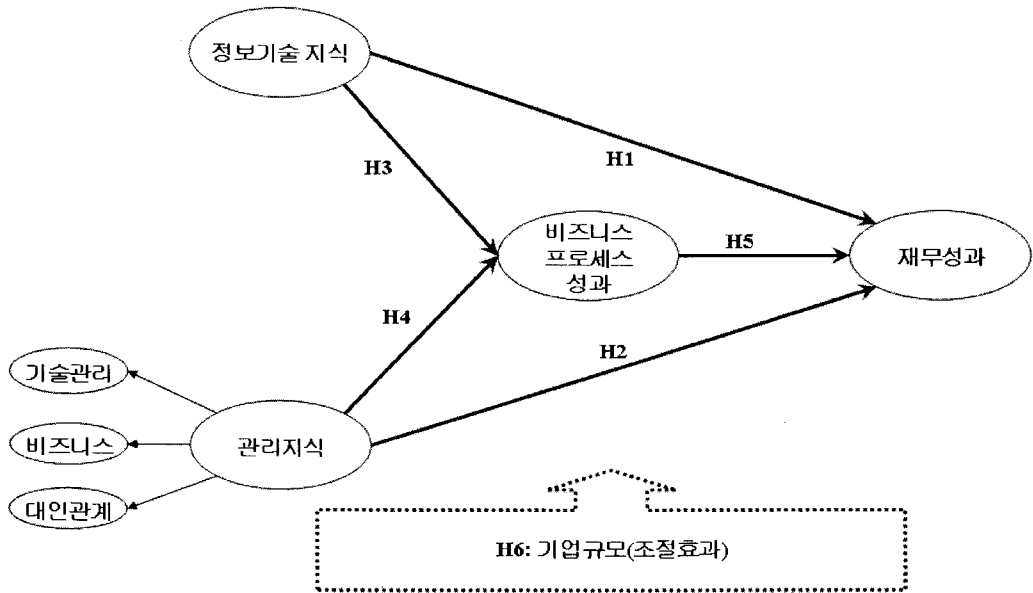 정보기술 지식
H1
H3
비즈니스
프로세스
성과
H5
재무성과
H4
H2
기술관리
비즈니스
관리지식
대인관계
H6: 기업규모(조절효과)